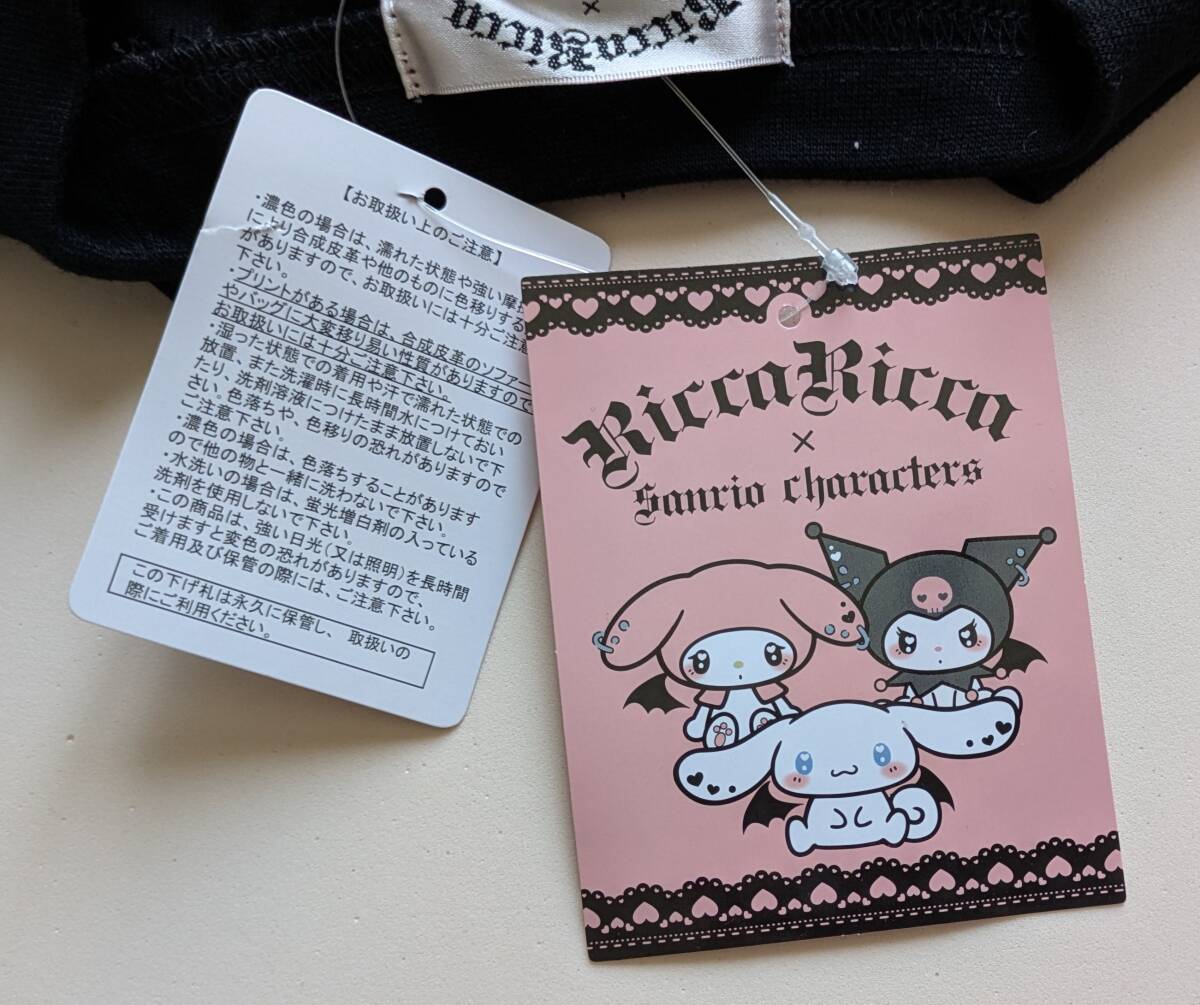 ×
RiccaRicca
【お取扱い上のご注意】
・濃色の場合は、濡れた状態や強い摩
により合成皮革や他のものに色移りする
がありますので、お取扱いには十分ご注意
下さい。
・プリントがある場合は、合成皮革のソファー
やバッグに大変移り易い性質がありますので
お取扱いには十分ご注意下さい。
・湿った状態での着用や汗で濡れた状態での
放置、また洗濯時に長時間水につけておい
たり、洗剤溶液につけたまま放置しないで下
さい。色落ちや、色移りの恐れがありますので
ご注意下さい。
・濃色の場合は、色落ちすることがあります
ので他の物と一緒に洗わないで下さい。
・水洗いの場合は、蛍光増白剤の入っている
洗剤を使用しないで下さい。
・この商品は、強い日光(又は照明)を長時間
受けますと変色の恐れがありますので、
ご着用及び保管の際には、ご注意下さい。
この下げ札は永久に保管し、取扱いの
際にご利用ください。
RiccaRicca
×
Sanrio characters